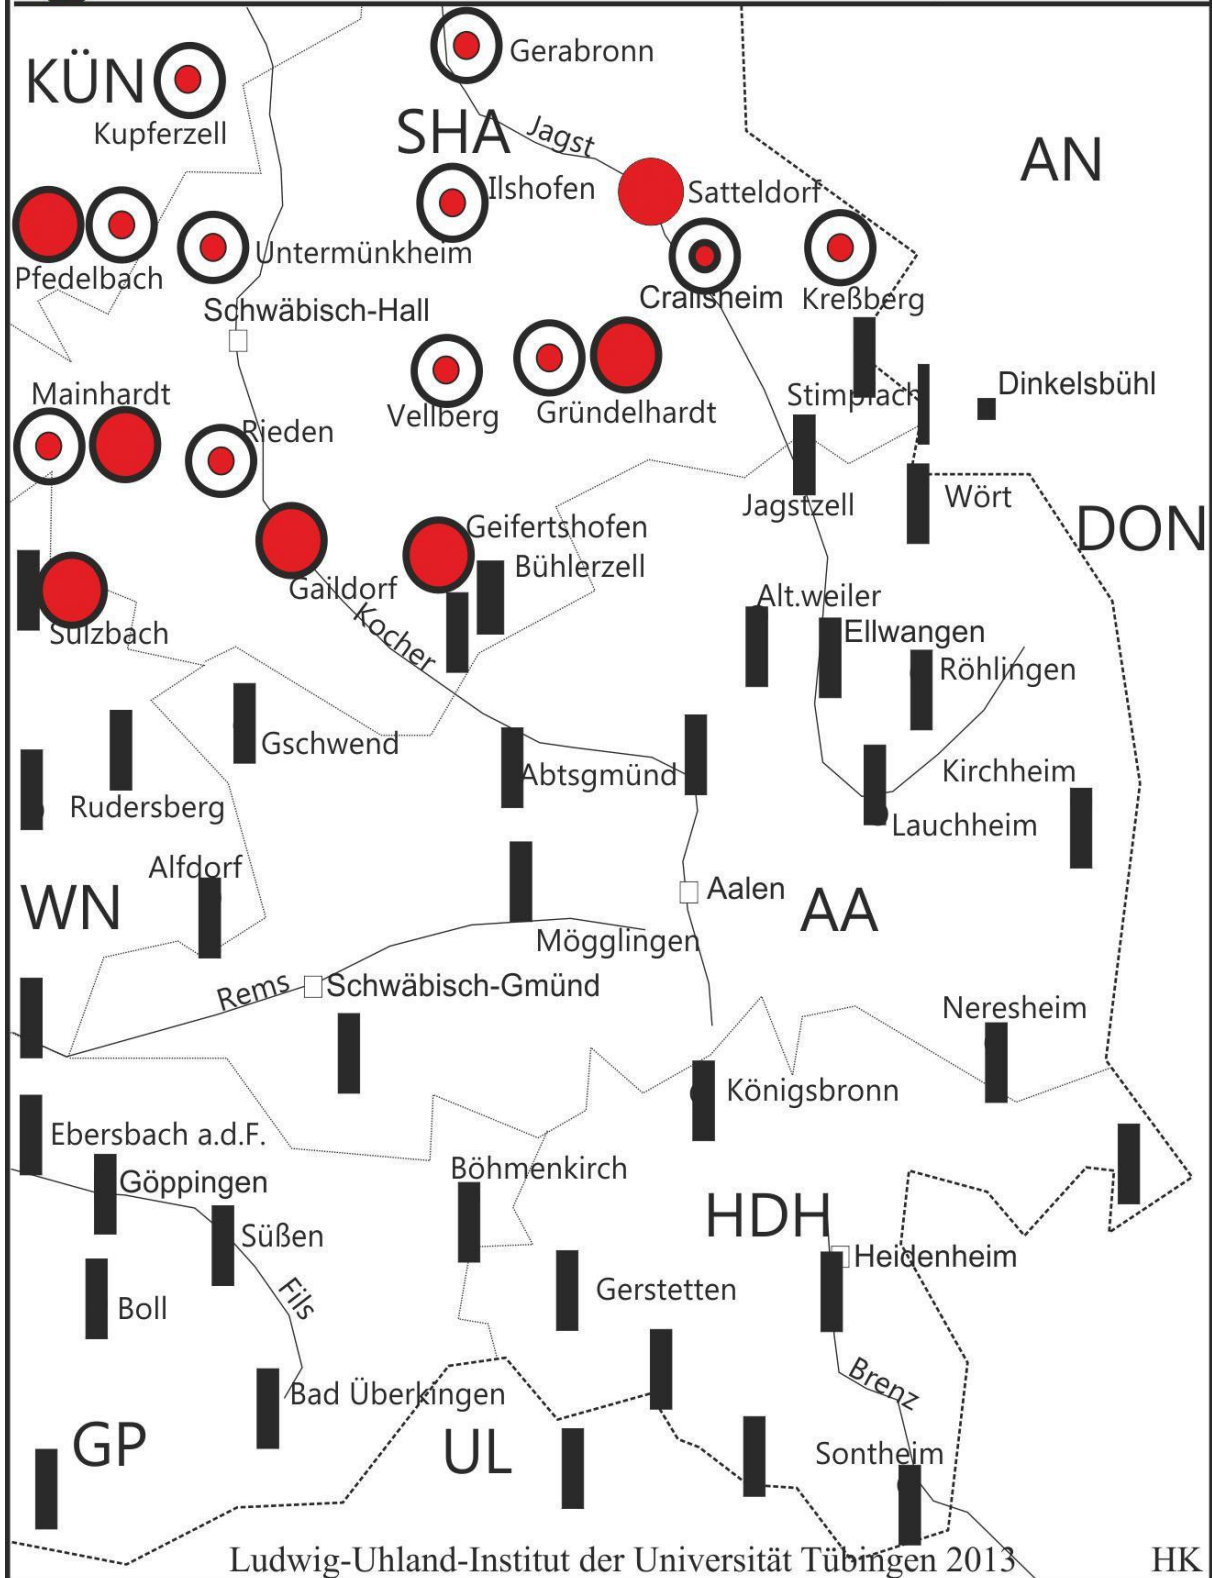 Gerabronn
KÜN
Kupferzell
SHA
Jagst
AN
Ilshofen
Satteldorf
Pfedelbach
Untermünkheim
Crailsheim
Kreßberg
Schwäbisch-Hall
Mainhardt
Vellberg
Gründelhardt
Stimpfach
Dinkelsbühl
Rieden
Jagstzell
Wört
DON
Geifertshofen
Bühlerzell
Gaildorf
Alt.weiler
Sulzbach
Kocher
Ellwangen
Röhlingen
Gschwend
Abtsgmünd
Kirchheim
Rudersberg
Lauchheim
Alfdorf
WN
Aalen
AA
Mögglingen
Rems
Schwäbisch-Gmünd
Neresheim
Königsbronn
Ebersbach a.d.F.
Göppingen
Böhmenkirch
HDH
Süßen
Heidenheim
Boll
Fils
Gerstetten
Bad Überkingen
Brenz
GP
UL
Sontheim
Ludwig-Uhland-Institut der Universität Tübingen 2013
HK